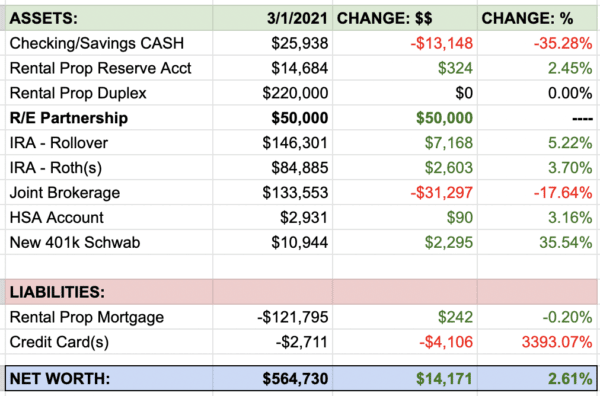 ASSETS: 3/1/2021 CHANGE: $$ CHANGE: %
Checking/Savings CASH $25,938 -$13,148 -35.28%
Rental Prop Reserve Acct $14,684 $324 2.45%
Rental Prop Duplex $220,000 $0 0.00%
R/E Partnership $50,000 $50,000 ----
IRA - Rollover $146,301 $7,168 5.22%
IRA - Roth(s) $84,885 $2,603 3.70%
Joint Brokerage $133,553 -$31,297 -17.64%
HSA Account $2,931 $90 3.16%
New 401k Schwab $10,944 $2,295 35.54%
LIABILITIES:
Rental Prop Mortgage -$121,795 $242 -0.20%
Credit Card(s) -$2,711 -$4,106 3393.07%
NET WORTH: $564,730 $14,171 2.61%